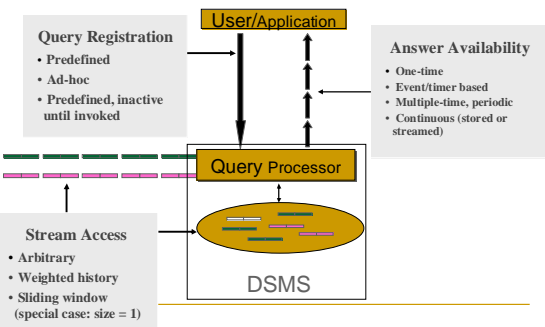 User/Application
Query Registration
• Predefined
• Ad-hoc
• Predefined, inactive
until invoked
Answer Availability
• One-time
• Event/timer based
• Multiple-time, periodic
• Continuous (stored or
streamed)
Query Processor
Stream Access
• Arbitrary
• Weighted history
• Sliding window
(special case: size = 1)
DSMS